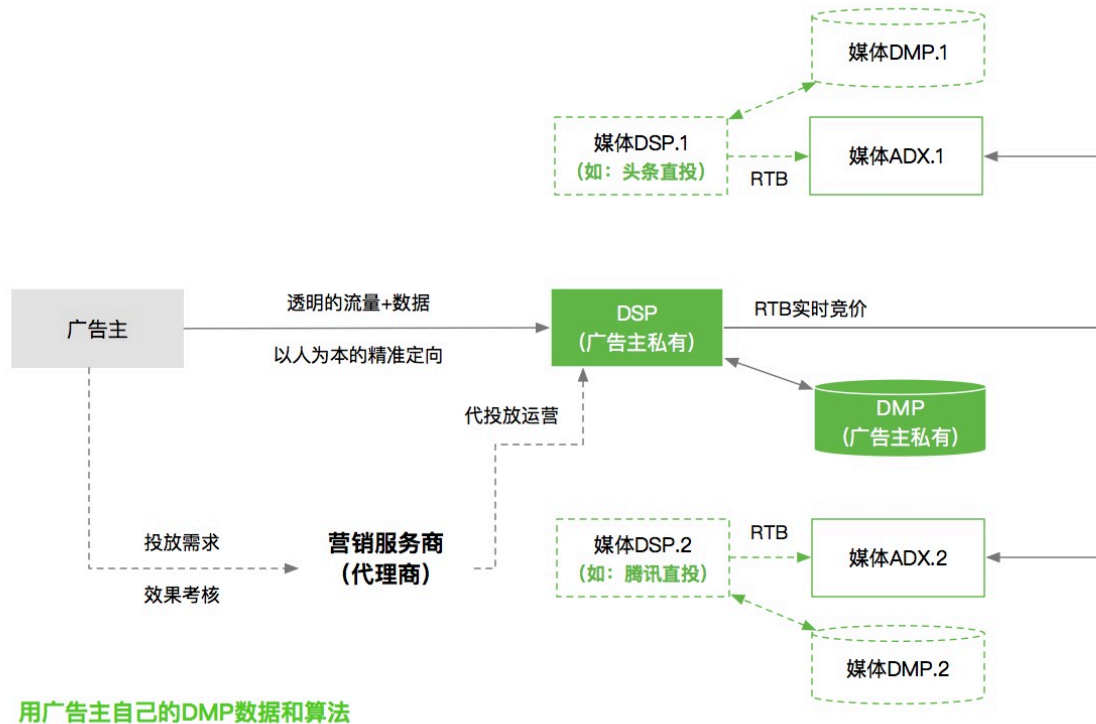 媒体DMP.1
媒体DSP.1
（如：头条直投）
RTB
媒体ADX.1
广告主
透明的流量+数据
以人为本的精准定向
DSP
（广告主私有）
RTB实时竞价
DMP
（广告主私有）
代投放运营
投放需求
效果考核
营销服务商
（代理商）
媒体DSP.2
（如：腾讯直投）
RTB
媒体ADX.2
媒体DMP.2
用广告主自己的DMP数据和算法